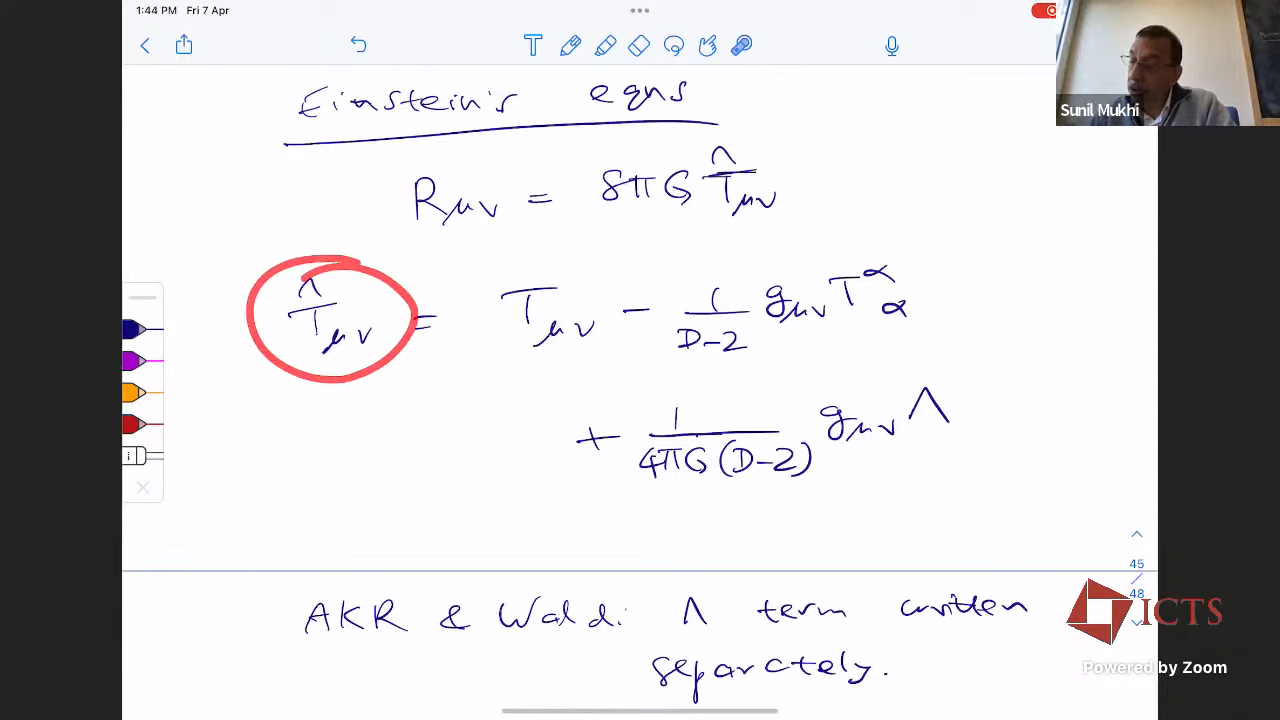 1:44 PM Fri 7 Apr
Einstein's eqns
Sunil Mukhi
Rμν = 8πG T̂μν
T̂μν = Tμν − 1/(D−2) gμν T^α_α
+ 1/(4πG(D−2)) gμν Λ
45
48
AKR & Wald: Λ term written
separately.
ICTS
Powered by Zoom